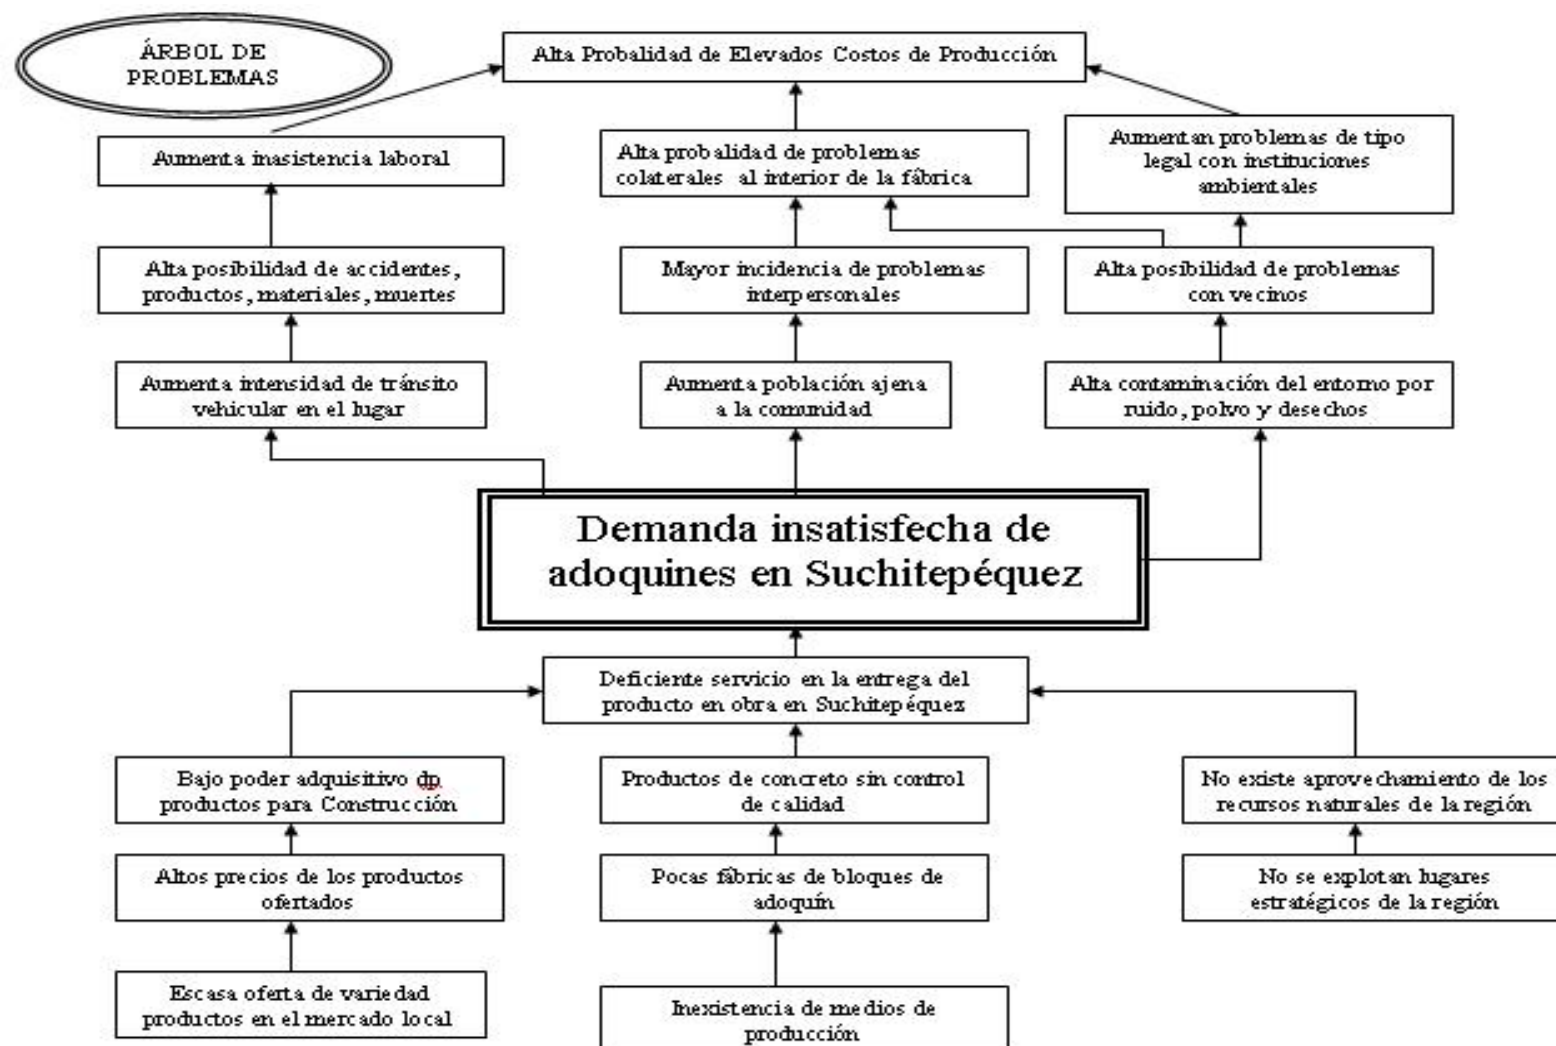 ÁRBOL DE
PROBLEMAS
Alta Probalidad de Elevados Costos de Producción
Aumenta inasistencia laboral
Alta probalidad de problemas
colaterales al interior de la fábrica
Aumentan problemas de tipo
legal con instituciones
ambientales
Alta posibilidad de accidentes,
productos, materiales, muertes
Mayor incidencia de problemas
interpersonales
Alta posibilidad de problemas
con vecinos
Aumenta intensidad de tránsito
vehicular en el lugar
Aumenta población ajena
a la comunidad
Alta contaminación del entorno por
ruido, polvo y desechos
Demanda insatisfecha de
adoquines en Suchitepéquez
Deficiente servicio en la entrega del
producto en obra en Suchitepéquez
Bajo poder adquisitivo dp
productos para Construcción
Productos de concreto sin control
de calidad
No existe aprovechamiento de los
recursos naturales de la región
Altos precios de los productos
ofertados
Pocas fábricas de bloques de
adoquín
No se explotan lugares
estratégicos de la región
Escasa oferta de variedad
productos en el mercado local
Inexistencia de medios de
producción